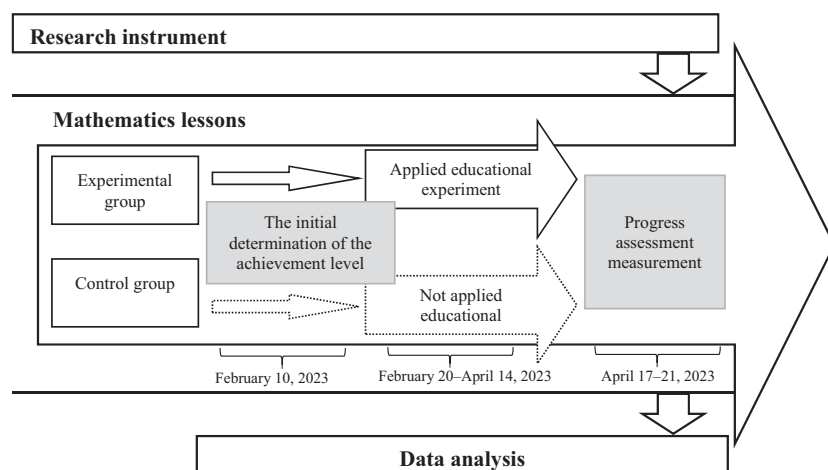 Research instrument
Mathematics lessons
Experimental
group
Applied educational
experiment
The initial
determination of the
achievement level
Progress
assessment
measurement
Control group
Not applied
educational
February 10, 2023
February 20–April 14, 2023
April 17–21, 2023
Data analysis